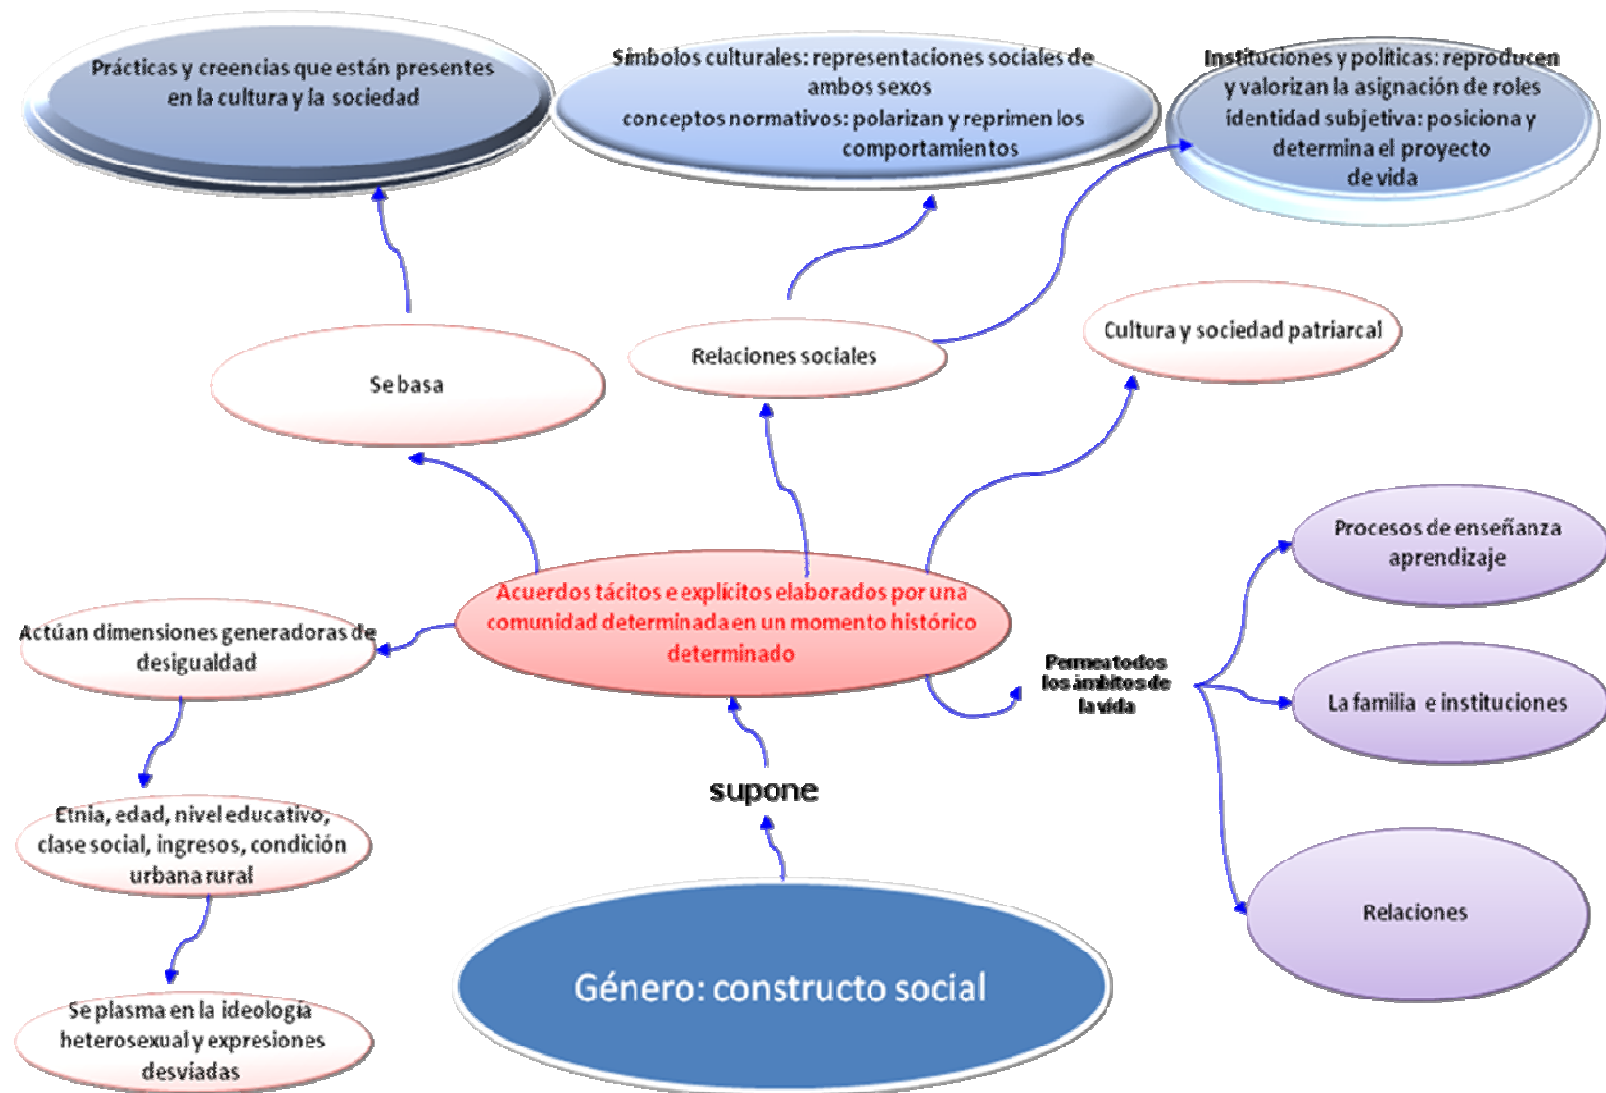 Prácticas y creencias que están presentes
en la cultura y la sociedad
Símbolos culturales: representaciones sociales de
ambos sexos
conceptos normativos: polarizan y reprimen los
comportamientos
Instituciones y políticas: reproducen
y valorizan la asignación de roles
identidad subjetiva: posiciona y
determina el proyecto
de vida
Se basa
Relaciones sociales
Cultura y sociedad patriarcal
Acuerdos tácitos e explícitos elaborados por una
comunidad determinada en un momento histórico
determinado
Actúan dimensiones generadoras de
desigualdad
Permea todos
los ámbitos de
la vida
Procesos de enseñanza
aprendizaje
La familia e instituciones
Relaciones
Etnia, edad, nivel educativo,
clase social, ingresos, condición
urbana rural
Se plasma en la ideología
heterosexual y expresiones
desviadas
supone
Género: constructo social